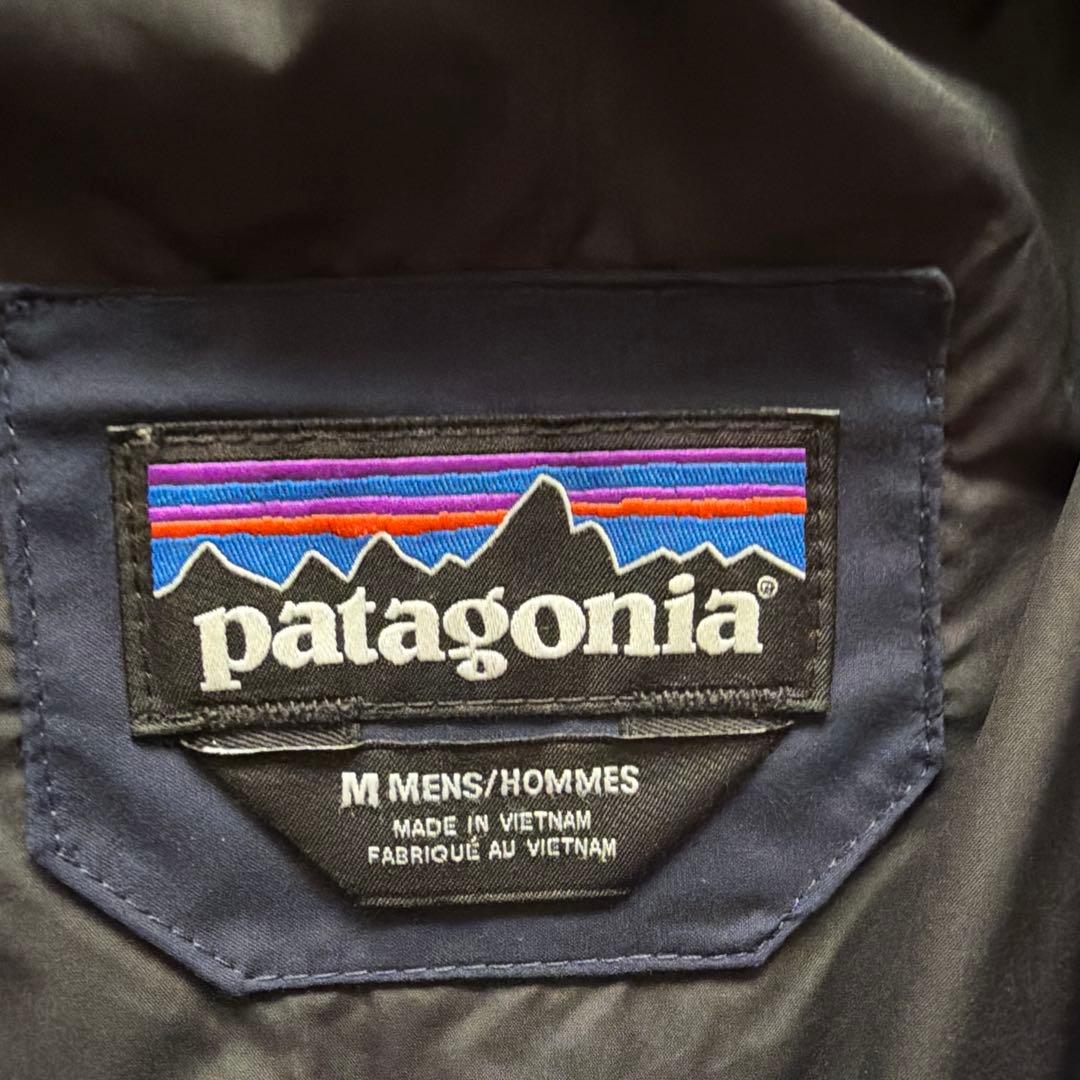 patagonia®
M MENS/HOMMES
MADE IN VIETNAM
FABRIQUÉ AU VIETNAM